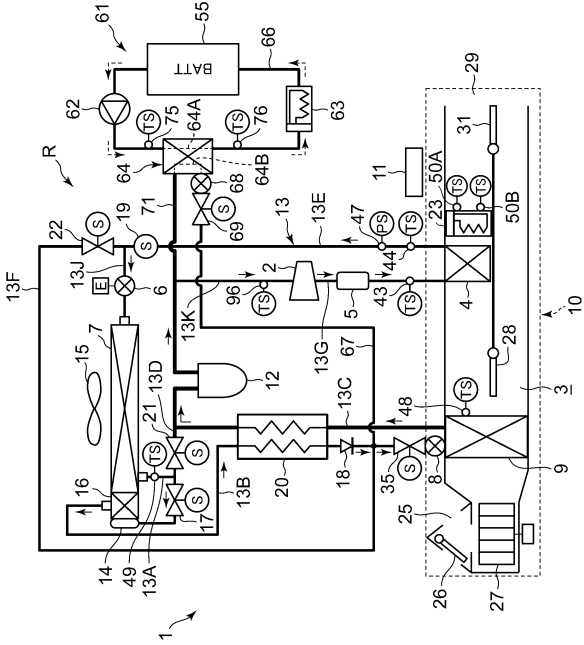 61
55
66
BATT
62
TS
75
64A
TS
76
63
64
64B
68
71
69
S
R
22
S
19
S
13J
E
6
13F
7
15
13K
96
TS
2
13G
5
13
13E
47
PS
TS
44
43
TS
11
29
31
50A
TS
TS
50B
23
4
10
28
3
67
12
13D
21
S
TS
16
14
49
13A
17
S
13B
20
13C
18
35
S
8
48
TS
9
25
26
27
1